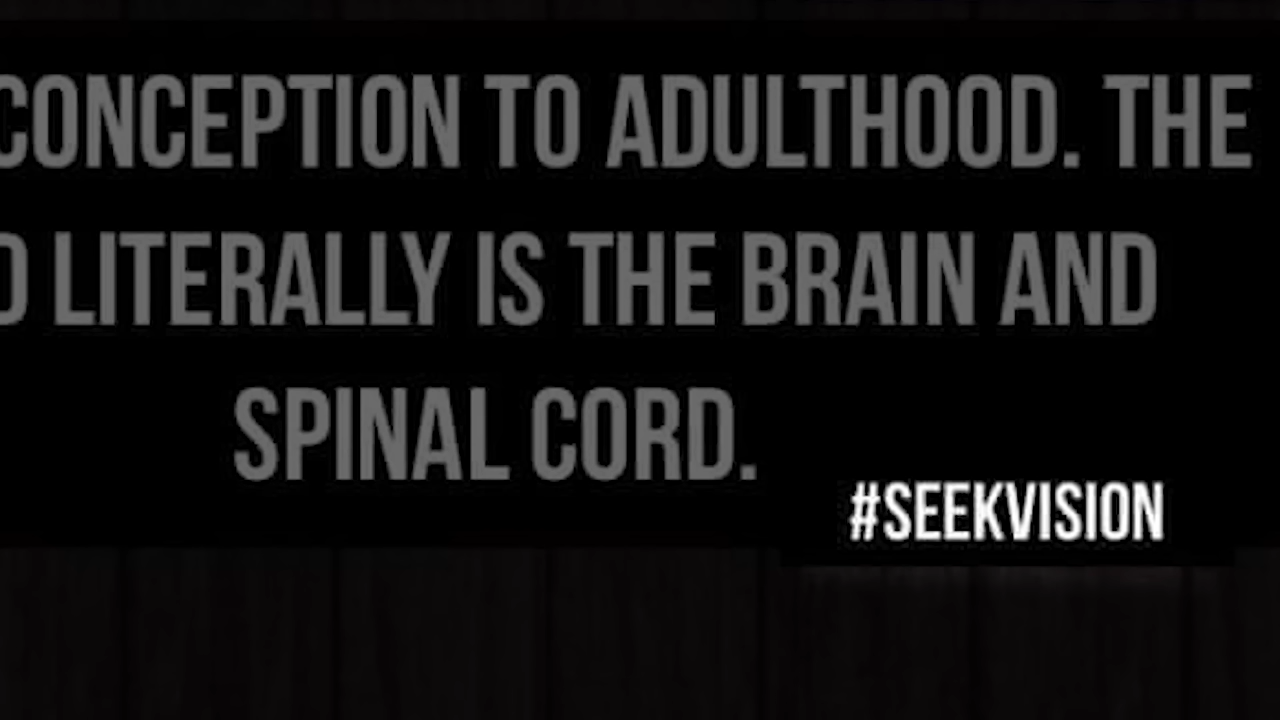 CONCEPTION TO ADULTHOOD. THE
LITERALLY IS THE BRAIN AND
SPINAL CORD.
#SEEKVISION